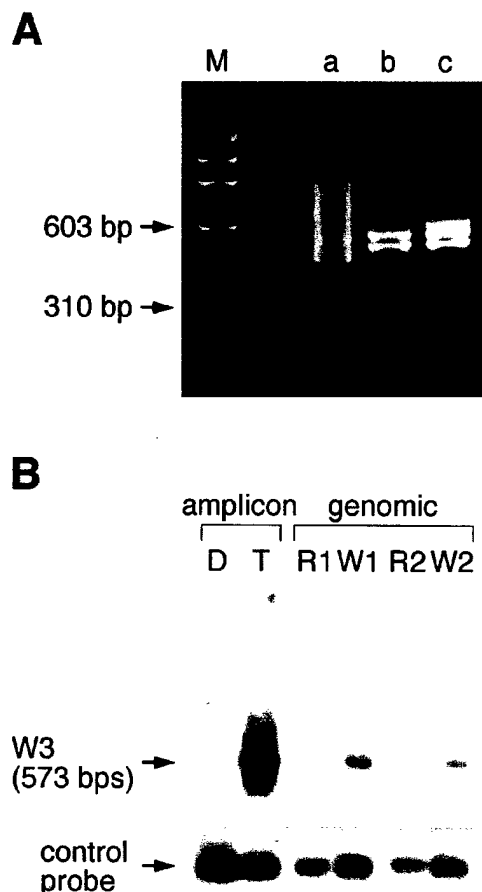 A
M a b c
603 bp
310 bp
B
amplicon genomic
D T R1 W1 R2 W2
W3
(573 bps)
control
probe